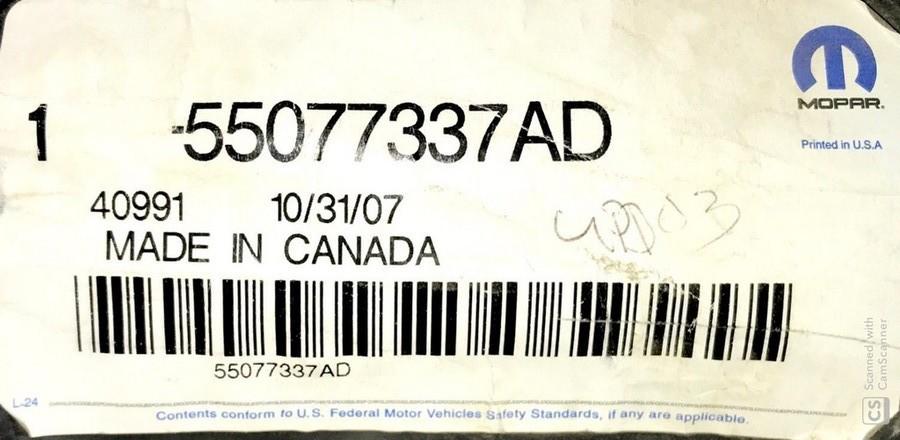 MOPAR.
Printed in U.S.A
1 -55077337AD
40991 10/31/07
MADE IN CANADA
55077337AD
L-24
Contents conform to U.S. Federal Motor Vehicles Safety Standards, if any are applicable.
CS Scanned with
CamScanner